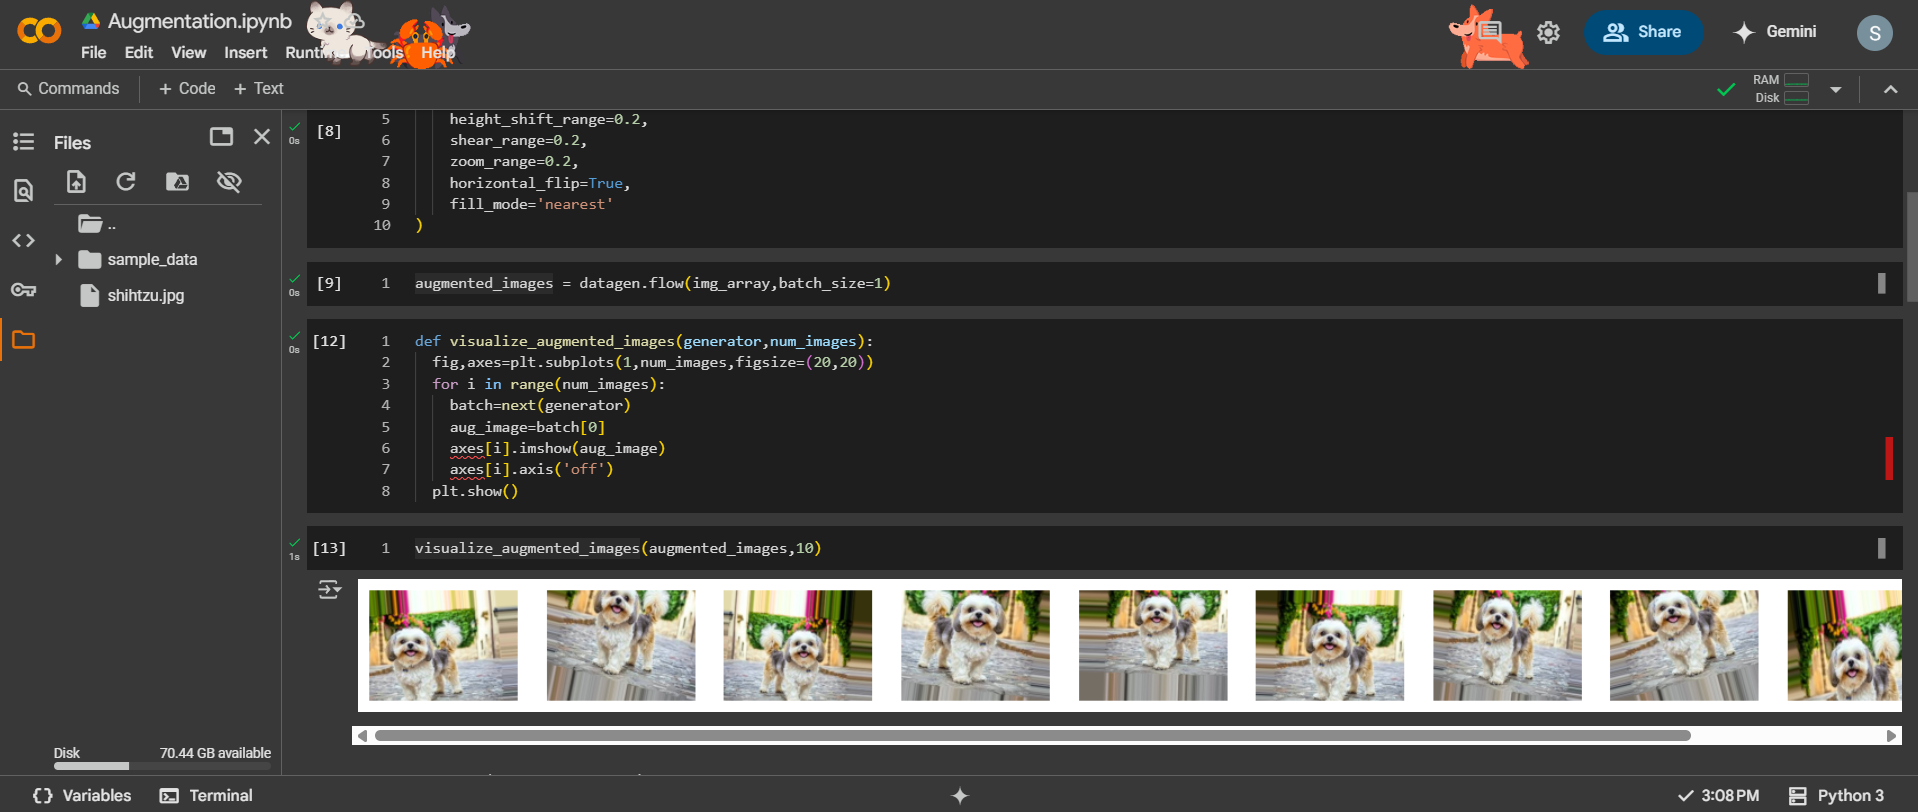 Augmentation.ipynb
File Edit View Insert Help
Share
Gemini
S
Commands + Code + Text
RAM
Disk
Files
..
sample_data
shihtzu.jpg
Disk 70.44 GB available
0s
[8]
5 height_shift_range=0.2,
6 shear_range=0.2,
7 zoom_range=0.2,
8 horizontal_flip=True,
9 fill_mode='nearest'
10 )
0s
[9] 1 augmented_images = datagen.flow(img_array,batch_size=1)
0s
[12] 1 def visualize_augmented_images(generator,num_images):
2 fig,axes=plt.subplots(1,num_images,figsize=(20,20))
3 for i in range(num_images):
4 batch=next(generator)
5 aug_image=batch[0]
6 axes[i].imshow(aug_image)
7 axes[i].axis('off')
8 plt.show()
1s
[13] 1 visualize_augmented_images(augmented_images,10)
Variables Terminal
3:08 PM Python 3